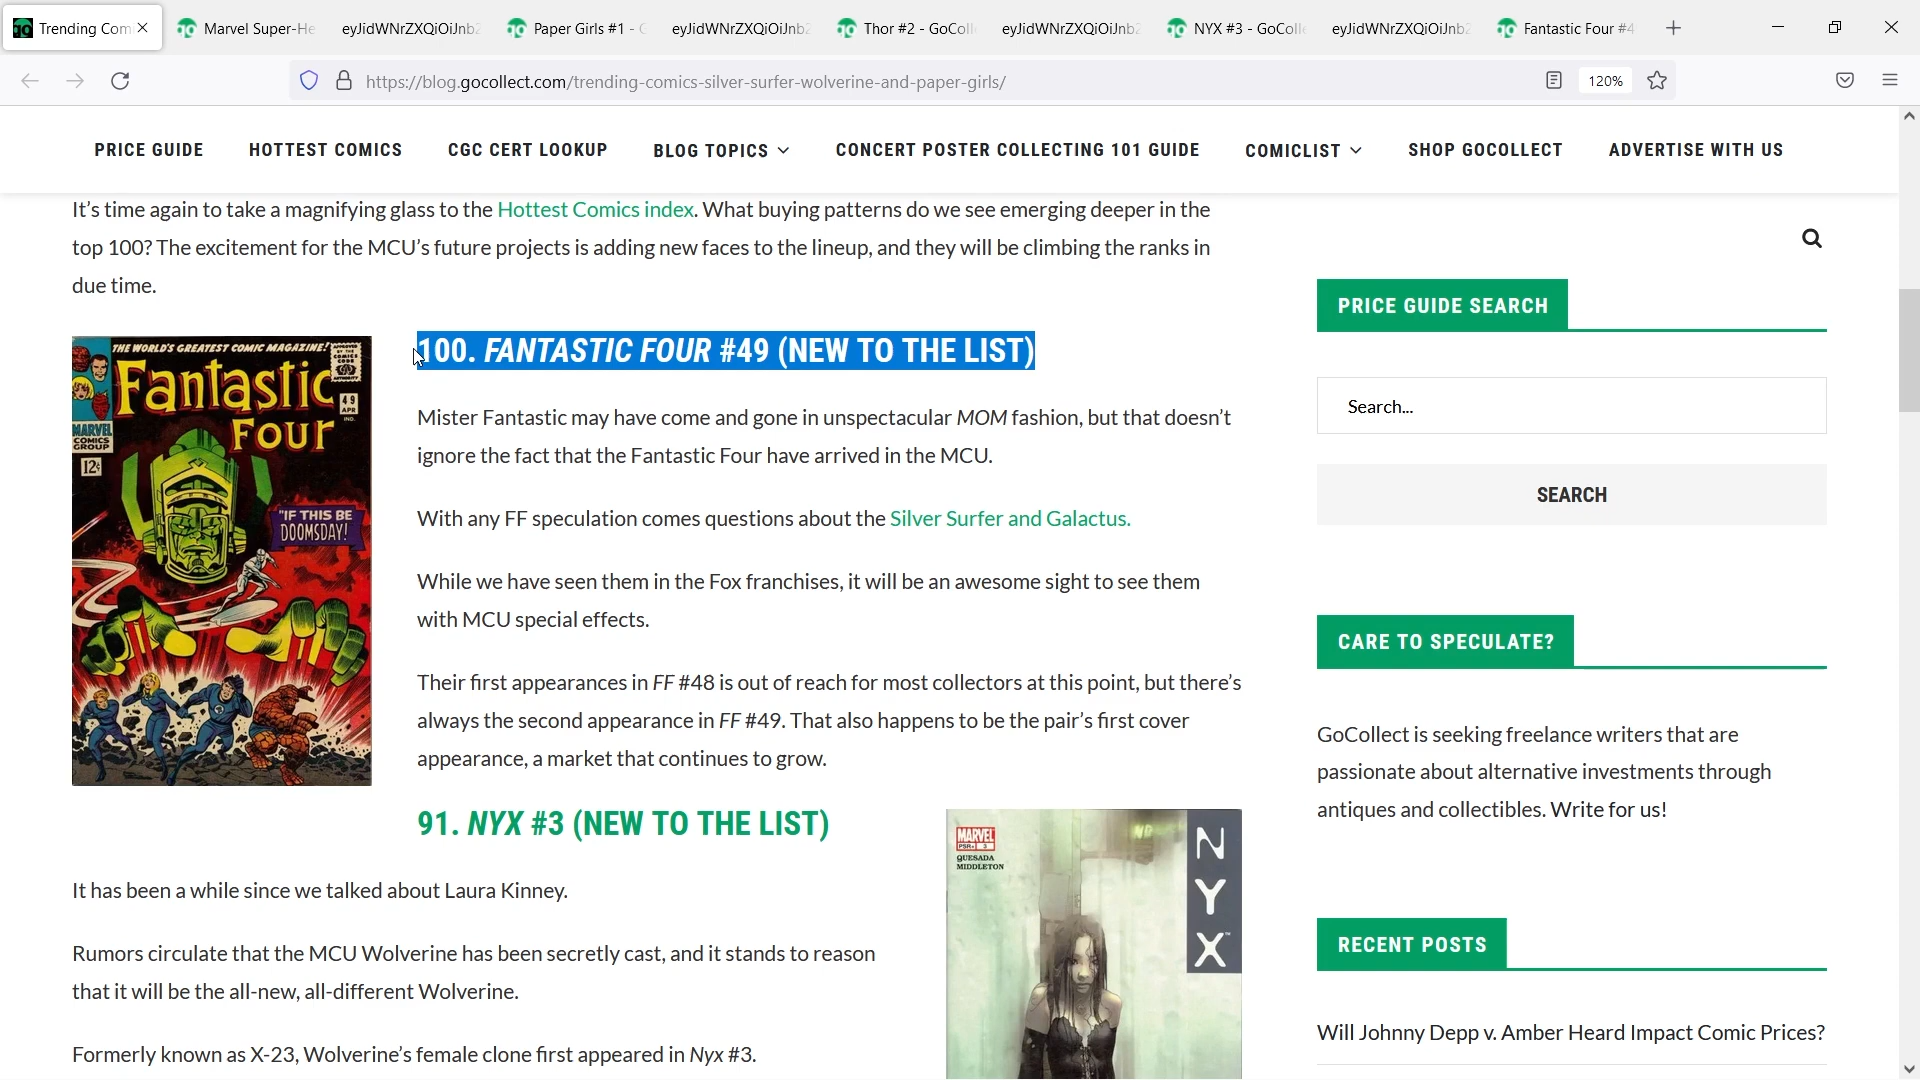 Trending Com
Marvel Super-He
eyJidWNrZXQiOiJnb2
Paper Girls #1 - G
eyJidWNrZXQiOiJnb2
Thor #2 - GoColl
eyJidWNrZXQiOiJnb2
NYX #3 - GoColle
eyJidWNrZXQiOiJnb2
Fantastic Four #4
https://blog.gocollect.com/trending-comics-silver-surfer-wolverine-and-paper-girls/
120%
PRICE GUIDE
HOTTEST COMICS
CGC CERT LOOKUP
BLOG TOPICS
CONCERT POSTER COLLECTING 101 GUIDE
COMICLIST
SHOP GOCOLLECT
ADVERTISE WITH US
It’s time again to take a magnifying glass to the Hottest Comics index. What buying patterns do we see emerging deeper in the
top 100? The excitement for the MCU’s future projects is adding new faces to the lineup, and they will be climbing the ranks in
due time.
THE WORLD'S GREATEST COMIC MAGAZINE!
APPROVED BY THE COMICS CODE AUTHORITY
Fantastic
Four
49
APR
IND.
MARVEL
COMICS
GROUP
12¢
"IF THIS BE
DOOMSDAY!"
100. FANTASTIC FOUR #49 (NEW TO THE LIST)
Mister Fantastic may have come and gone in unspectacular MOM fashion, but that doesn’t
ignore the fact that the Fantastic Four have arrived in the MCU.
With any FF speculation comes questions about the Silver Surfer and Galactus.
While we have seen them in the Fox franchises, it will be an awesome sight to see them
with MCU special effects.
Their first appearances in FF #48 is out of reach for most collectors at this point, but there’s
always the second appearance in FF #49. That also happens to be the pair’s first cover
appearance, a market that continues to grow.
91. NYX #3 (NEW TO THE LIST)
It has been a while since we talked about Laura Kinney.
Rumors circulate that the MCU Wolverine has been secretly cast, and it stands to reason
that it will be the all-new, all-different Wolverine.
Formerly known as X-23, Wolverine’s female clone first appeared in Nyx #3.
MARVEL
PSR+ 3
QUESADA
MIDDLETON
NYX
PRICE GUIDE SEARCH
Search...
SEARCH
CARE TO SPECULATE?
GoCollect is seeking freelance writers that are
passionate about alternative investments through
antiques and collectibles. Write for us!
RECENT POSTS
Will Johnny Depp v. Amber Heard Impact Comic Prices?